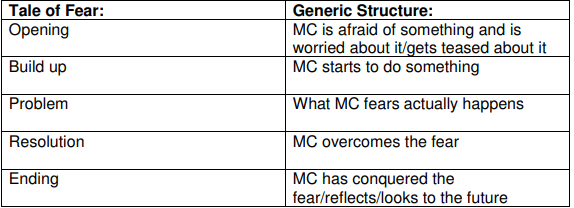 Tale of Fear: Generic Structure:
Opening MC is afraid of something and is
worried about it/gets teased about it
Build up MC starts to do something
Problem What MC fears actually happens
Resolution MC overcomes the fear
Ending MC has conquered the
fear/reflects/looks to the future